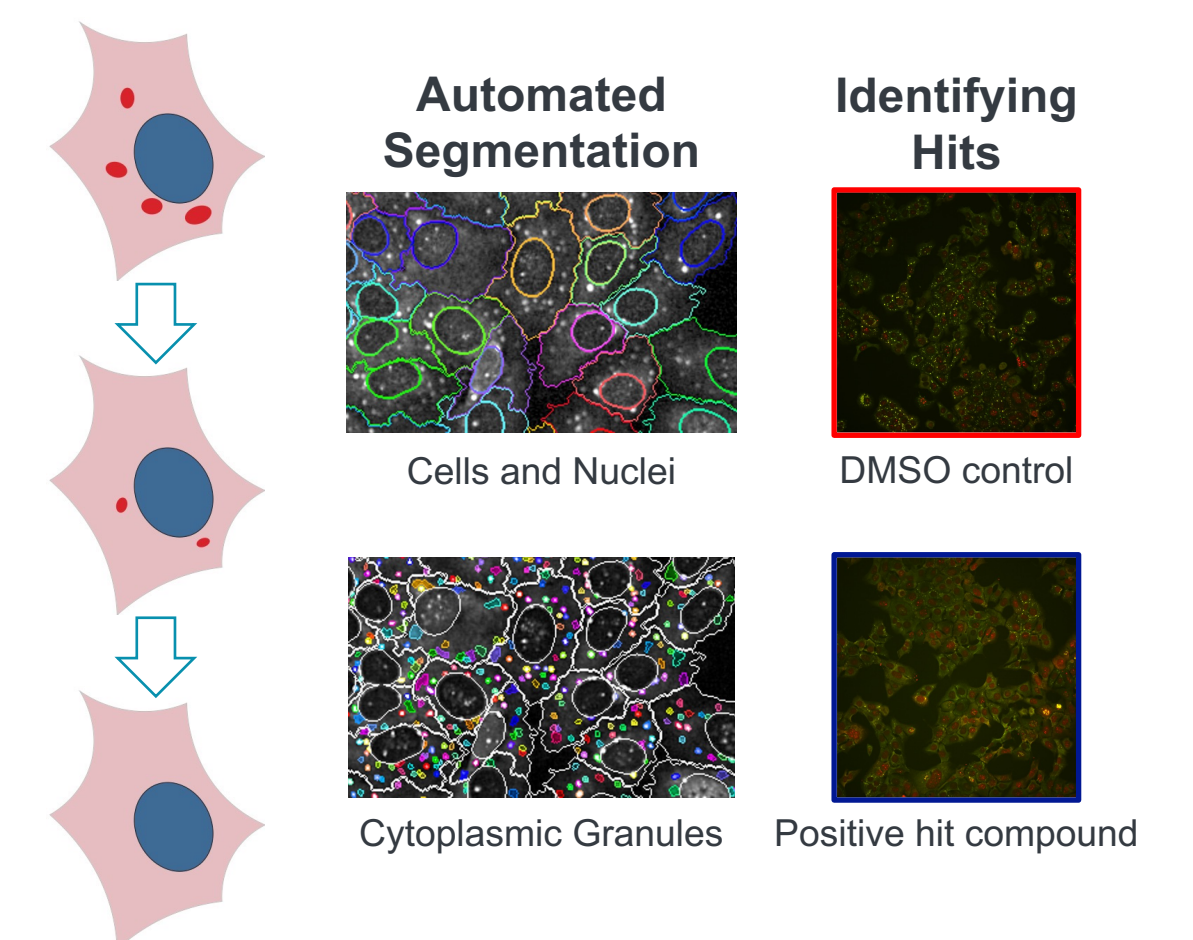 Automated
Segmentation
Cells and Nuclei
Cytoplasmic Granules
Identifying
Hits
DMSO control
Positive hit compound